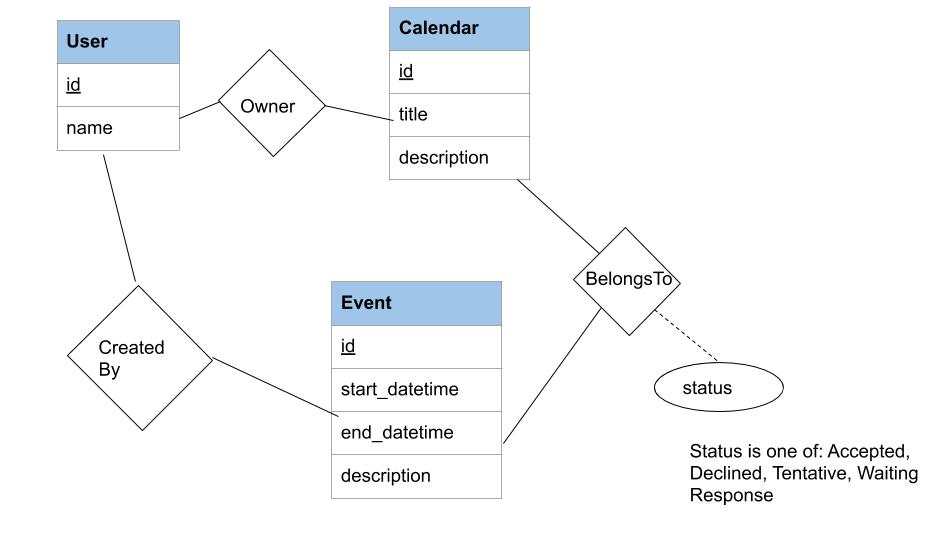 User
id
name
Owner
Calendar
id
title
description
BelongsTo
Created
By
Event
id
start_datetime
end_datetime
description
status
Status is one of: Accepted,
Declined, Tentative, Waiting
Response